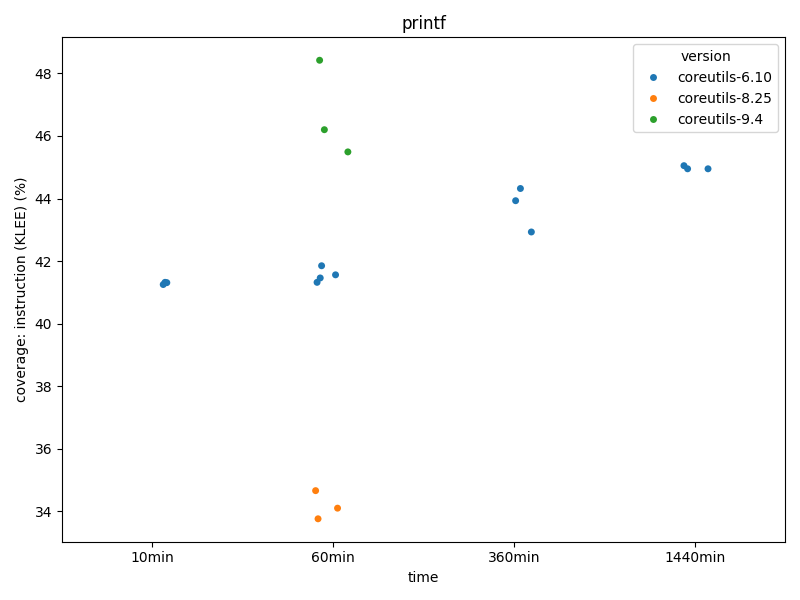 printf
version
coreutils-6.10
coreutils-8.25
coreutils-9.4
48
46
44
42
40
38
36
34
coverage: instruction (KLEE) (%)
10min
60min
360min
1440min
time